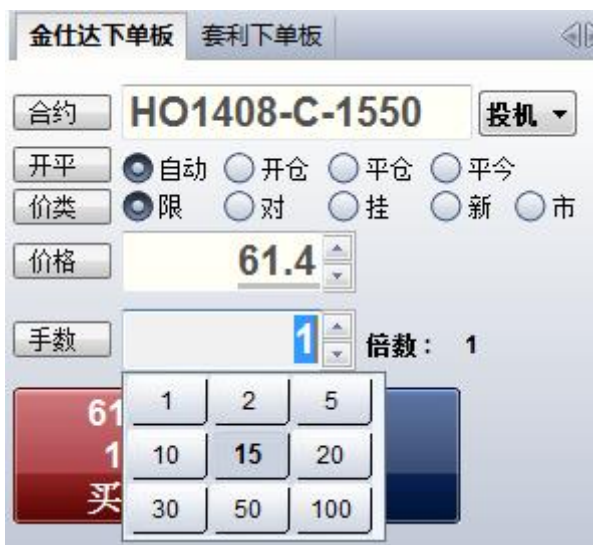 金仕达下单板 套利下单板
合约 HO1408-C-1550 投机
开平 自动 开仓 平仓 平今
价类 限 对 挂 新 市
价格 61.4
手数 1 倍数： 1
61 1 2 5
1 10 15 20
买 30 50 100